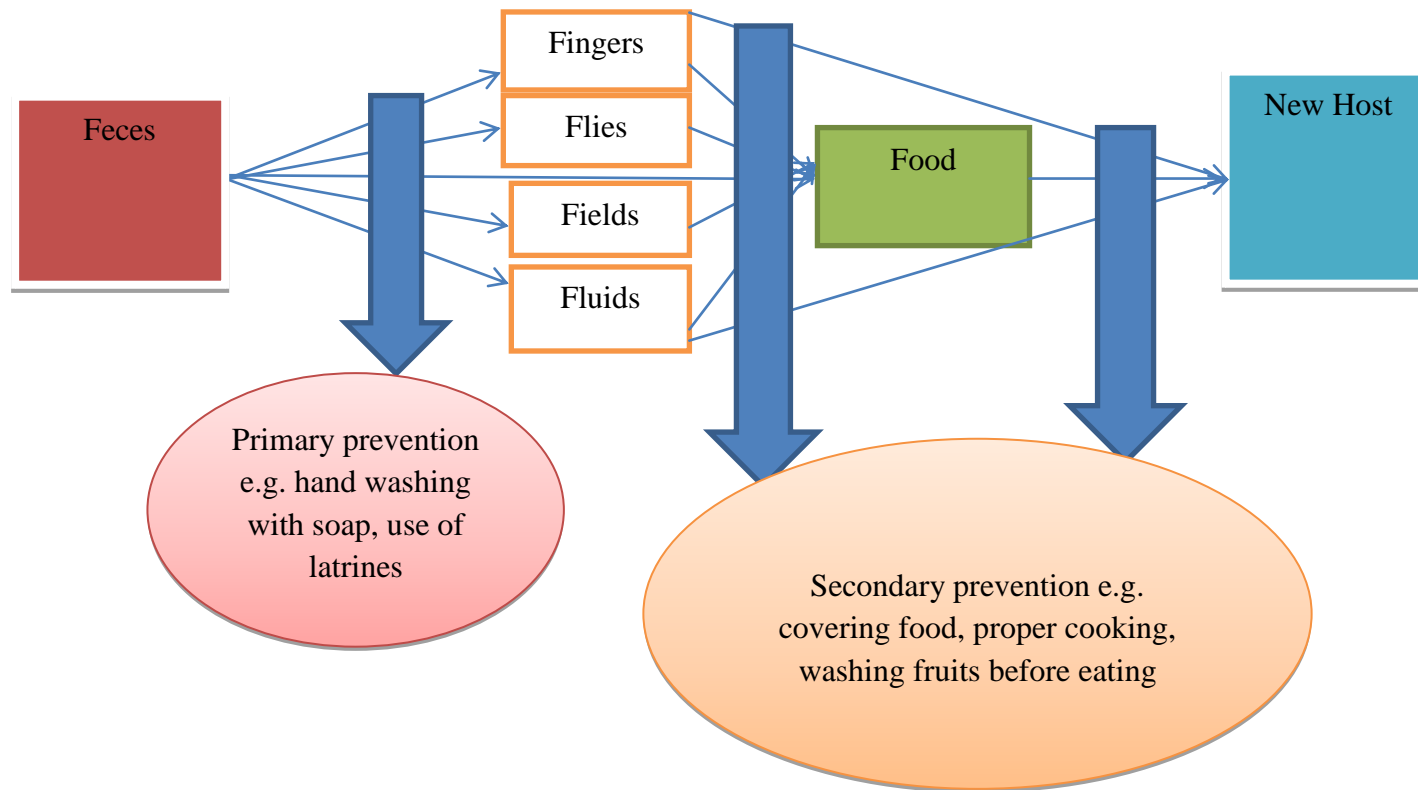 Feces
Fingers
Flies
Fields
Fluids
Food
New Host
Primary prevention
e.g. hand washing
with soap, use of
latrines
Secondary prevention e.g.
covering food, proper cooking,
washing fruits before eating